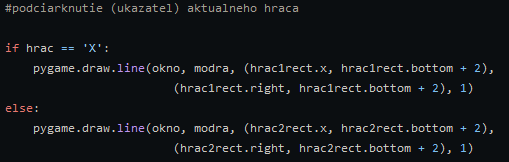 #podciarknutie (ukazatel) aktualneho hraca
if hrac == 'X':
pygame.draw.line(okno, modra, (hrac1rect.x, hrac1rect.bottom + 2),
(hrac1rect.right, hrac1rect.bottom + 2), 1)
else:
pygame.draw.line(okno, modra, (hrac2rect.x, hrac2rect.bottom + 2),
(hrac2rect.right, hrac2rect.bottom + 2), 1)